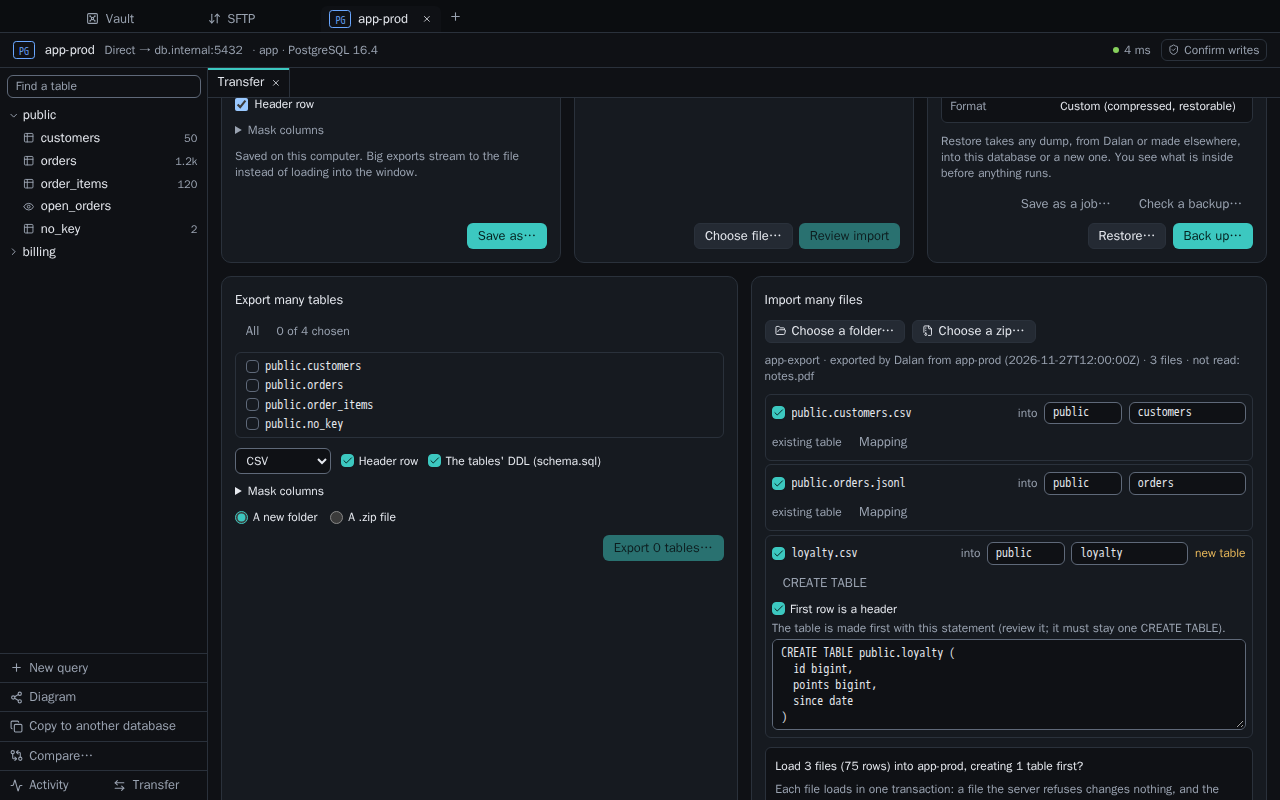 Vault
SFTP
PG app-prod ×
+
PG app-prod Direct → db.internal:5432 · app · PostgreSQL 16.4
4 ms
Confirm writes
Find a table
public
customers 50
orders 1.2k
order_items 120
open_orders
no_key 2
billing
New query
Diagram
Copy to another database
Compare···
Activity
Transfer
Transfer ×
Header row
Mask columns
Saved on this computer. Big exports stream to the file
instead of loading into the window.
Save as···
Choose file···
Review import
Format Custom (compressed, restorable)
Restore takes any dump, from Dalan or made elsewhere,
into this database or a new one. You see what is inside
before anything runs.
Save as a job···
Check a backup···
Restore···
Back up···
Export many tables
All 0 of 4 chosen
public.customers
public.orders
public.order_items
public.no_key
CSV
Header row
The tables' DDL (schema.sql)
Mask columns
A new folder
A .zip file
Export 0 tables···
Import many files
Choose a folder···
Choose a zip···
app-export · exported by Dalan from app-prod (2026-11-27T12:00:00Z) · 3 files · not read:
notes.pdf
public.customers.csv into public customers
existing table Mapping
public.orders.jsonl into public orders
existing table Mapping
loyalty.csv into public loyalty new table
CREATE TABLE
First row is a header
The table is made first with this statement (review it; it must stay one CREATE TABLE).
CREATE TABLE public.loyalty (
id bigint,
points bigint,
since date
)
Load 3 files (75 rows) into app-prod, creating 1 table first?
Each file loads in one transaction: a file the server refuses changes nothing, and the